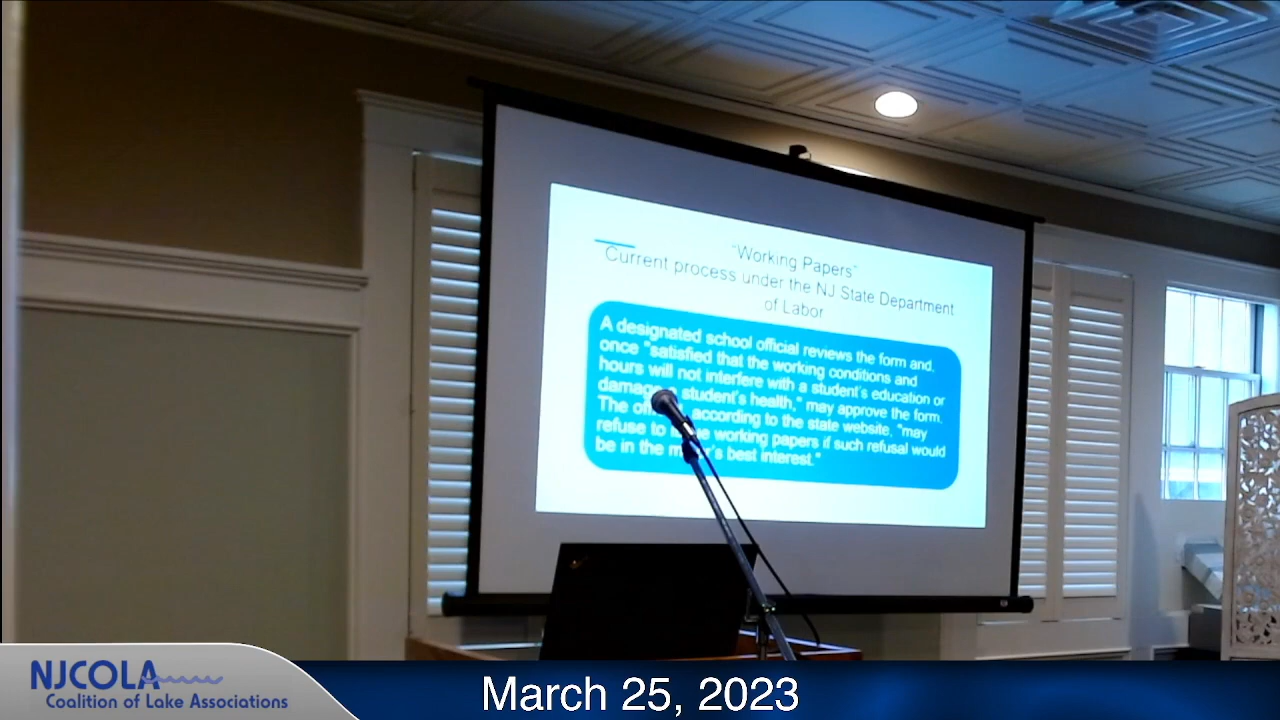 "Working Papers"
Current process under the NJ State Department
of Labor
A designated school official reviews the form and,
once "satisfied that the working conditions and
hours will not interfere with a student's education or
damage student's health," may approve the form.
The according to the state website, "may
refuse to working papers if such refusal would
be in the best interest."
NJCOLA
Coalition of Lake Associations
March 25, 2023